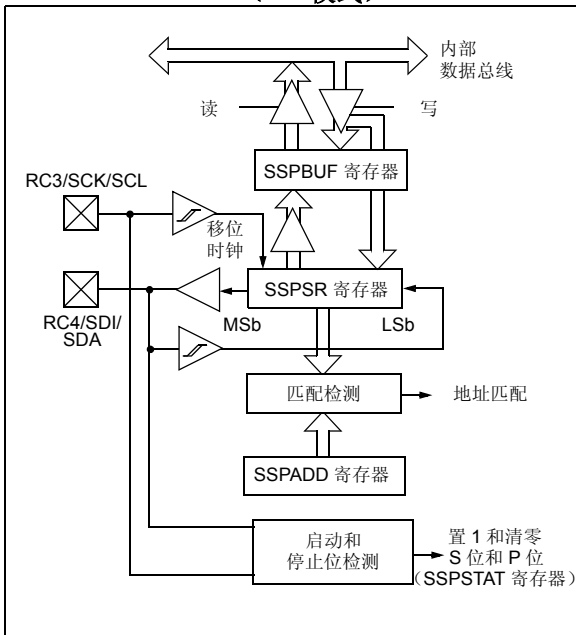 内部
数据总线
读
写
SSPBUF 寄存器
RC3/SCK/SCL
移位
时钟
SSPSR 寄存器
MSb
LSb
RC4/SDI/
SDA
匹配检测
地址匹配
SSPADD 寄存器
启动和
停止位检测
置 1 和清零
S 位和 P 位
（SSPSTAT 寄存器）